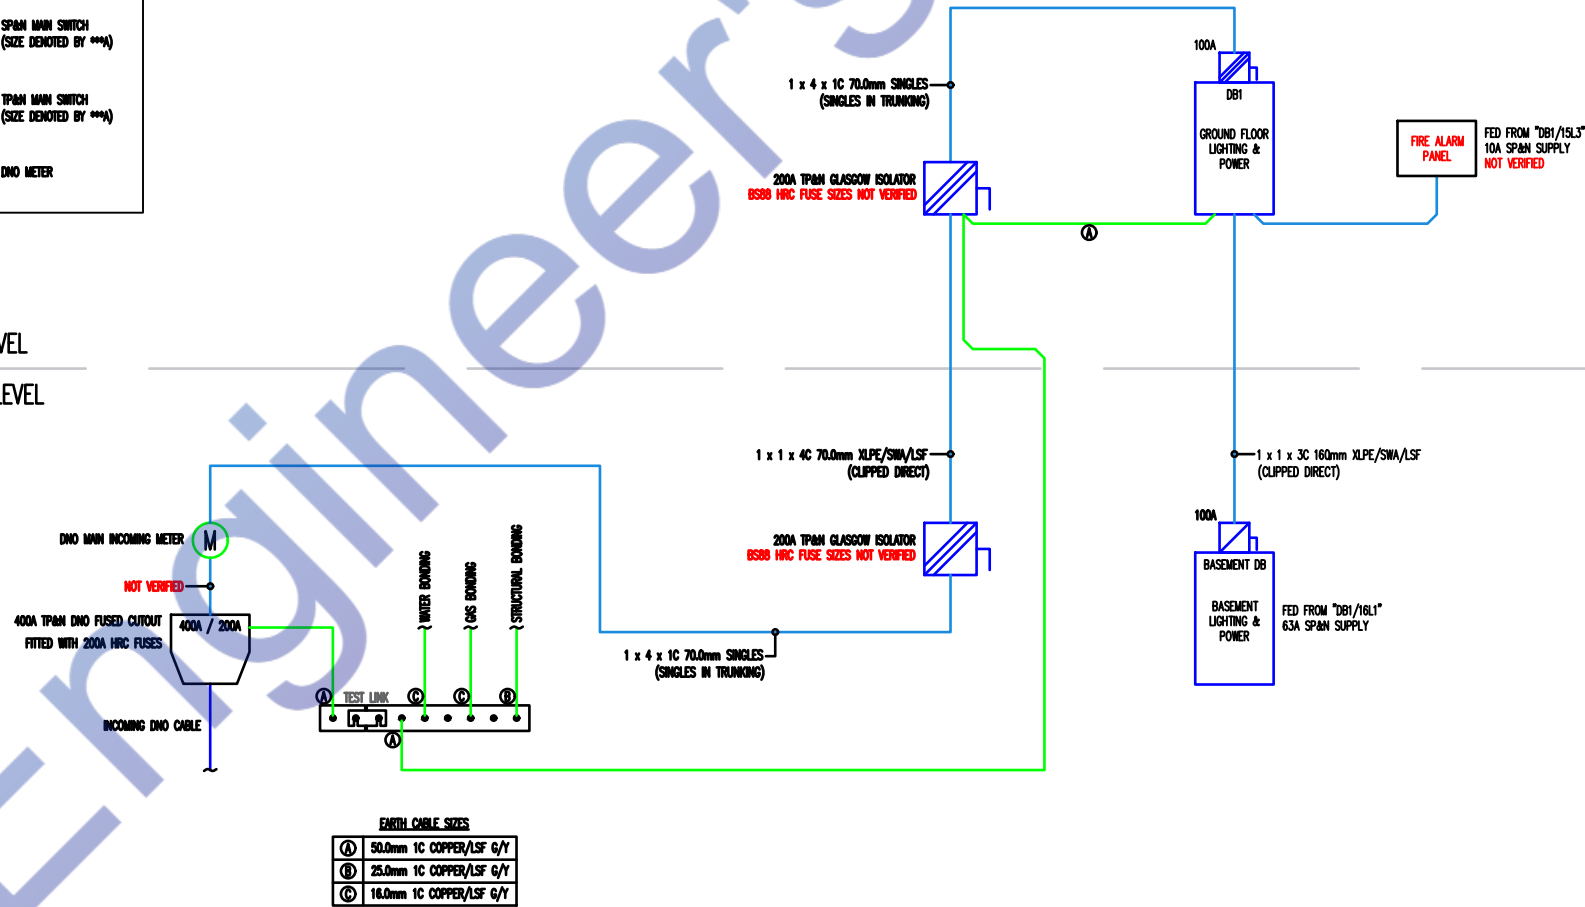 SP&N MAIN SWITCH
(SIZE DENOTED BY ***A)
TP&N MAIN SWITCH
(SIZE DENOTED BY ***A)
DNO METER
VEL
LEVEL
1 x 4 x 1C 70.0mm SINGLES
(SINGLES IN TRUNKING)
200A TP&N GLASGOW ISOLATOR
BS88 HRC FUSE SIZES NOT VERIFIED
A
100A
DB1
GROUND FLOOR
LIGHTING &
POWER
FIRE ALARM
PANEL
FED FROM "DB1/15L3"
10A SP&N SUPPLY
NOT VERIFIED
1 x 1 x 4C 70.0mm XLPE/SWA/LSF
(CLIPPED DIRECT)
1 x 1 x 3C 160mm XLPE/SWA/LSF
(CLIPPED DIRECT)
200A TP&N GLASGOW ISOLATOR
BS88 HRC FUSE SIZES NOT VERIFIED
100A
BASEMENT DB
BASEMENT
LIGHTING &
POWER
FED FROM "DB1/16L1"
63A SP&N SUPPLY
DNO MAIN INCOMING METER
M
NOT VERIFIED
400A TP&N DNO FUSED CUTOUT
FITTED WITH 200A HRC FUSES
400A / 200A
INCOMING DNO CABLE
WATER BONDING
GAS BONDING
STRUCTURAL BONDING
A
TEST LINK
C
C
B
A
1 x 4 x 1C 70.0mm SINGLES
(SINGLES IN TRUNKING)
EARTH CABLE SIZES
A 50.0mm 1C COPPER/LSF G/Y
B 25.0mm 1C COPPER/LSF G/Y
C 16.0mm 1C COPPER/LSF G/Y
Engineer's